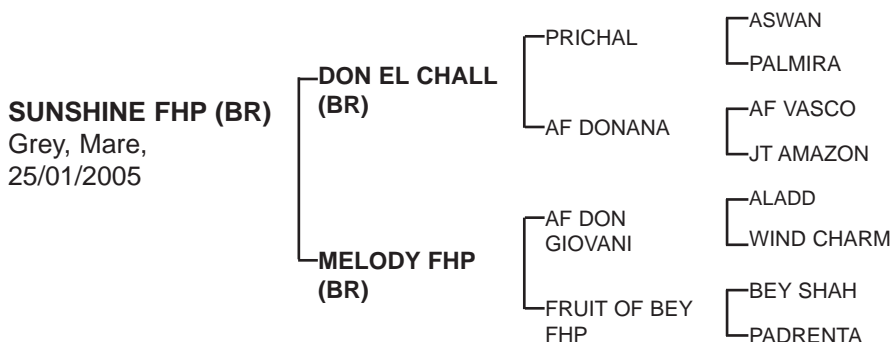 SUNSHINE FHP (BR)
Grey, Mare,
25/01/2005
DON EL CHALL
(BR)
MELODY FHP
(BR)
PRICHAL
AF DONANA
AF DON
GIOVANI
FRUIT OF BEY
FHP
ASWAN
PALMIRA
AF VASCO
JT AMAZON
ALADD
WIND CHARM
BEY SHAH
PADRENTA